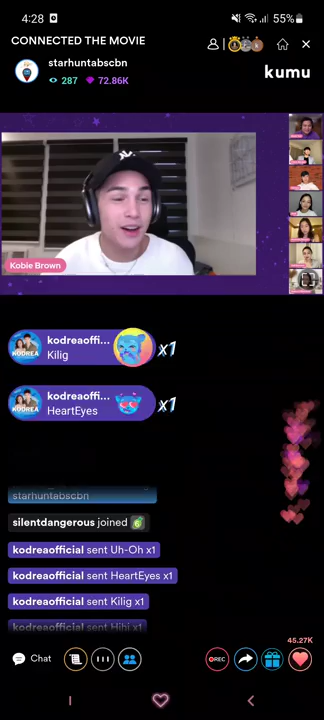 4:28
55%
CONNECTED THE MOVIE
starhuntabscbn
287
72.86K
kumu
Kobie Brown
kodreaoffi...
Kilig
x1
KODREA
kodreaoffi...
HeartEyes
x1
KODREA
starhuntabscbn
silentdangerous joined
kodreaofficial sent Uh-Oh x1
kodreaofficial sent HeartEyes x1
kodreaofficial sent Kilig x1
kodreaofficial sent Hihi x1
45.27K
Chat
REC